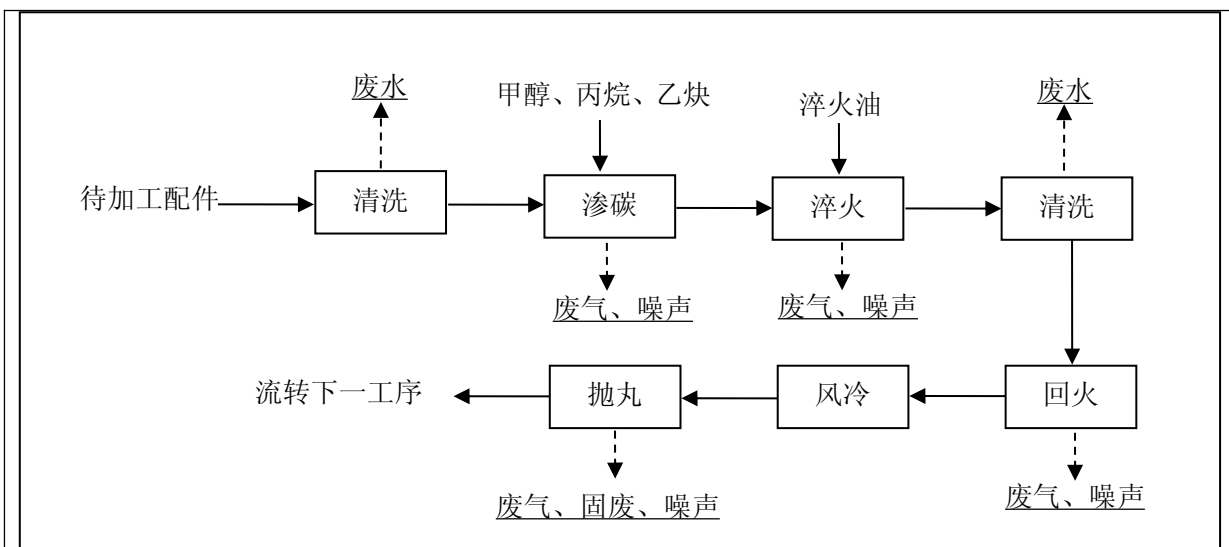 废水
甲醇、丙烷、乙炔
淬火油
废水
待加工配件
清洗
渗碳
淬火
清洗
废气、噪声
废气、噪声
流转下一工序
抛丸
风冷
回火
废气、固废、噪声
废气、噪声